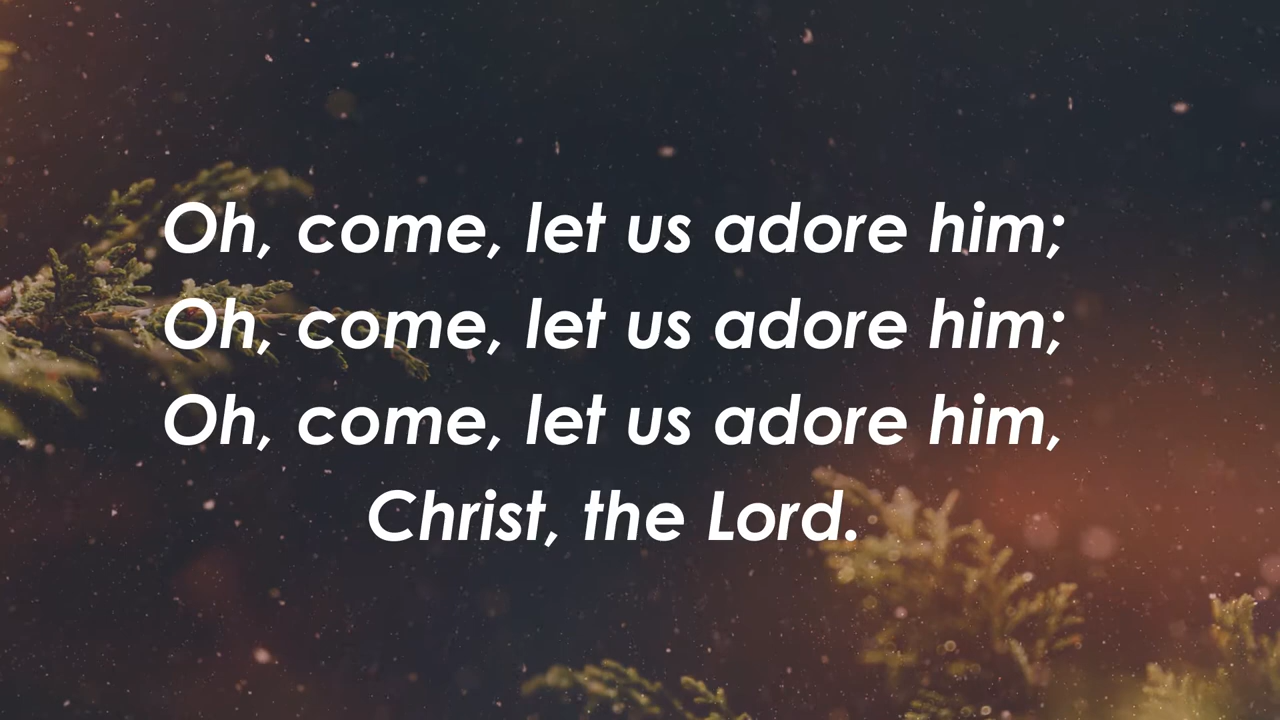 Oh, come, let us adore him;
Oh, come, let us adore him;
Oh, come, let us adore him,
Christ, the Lord.